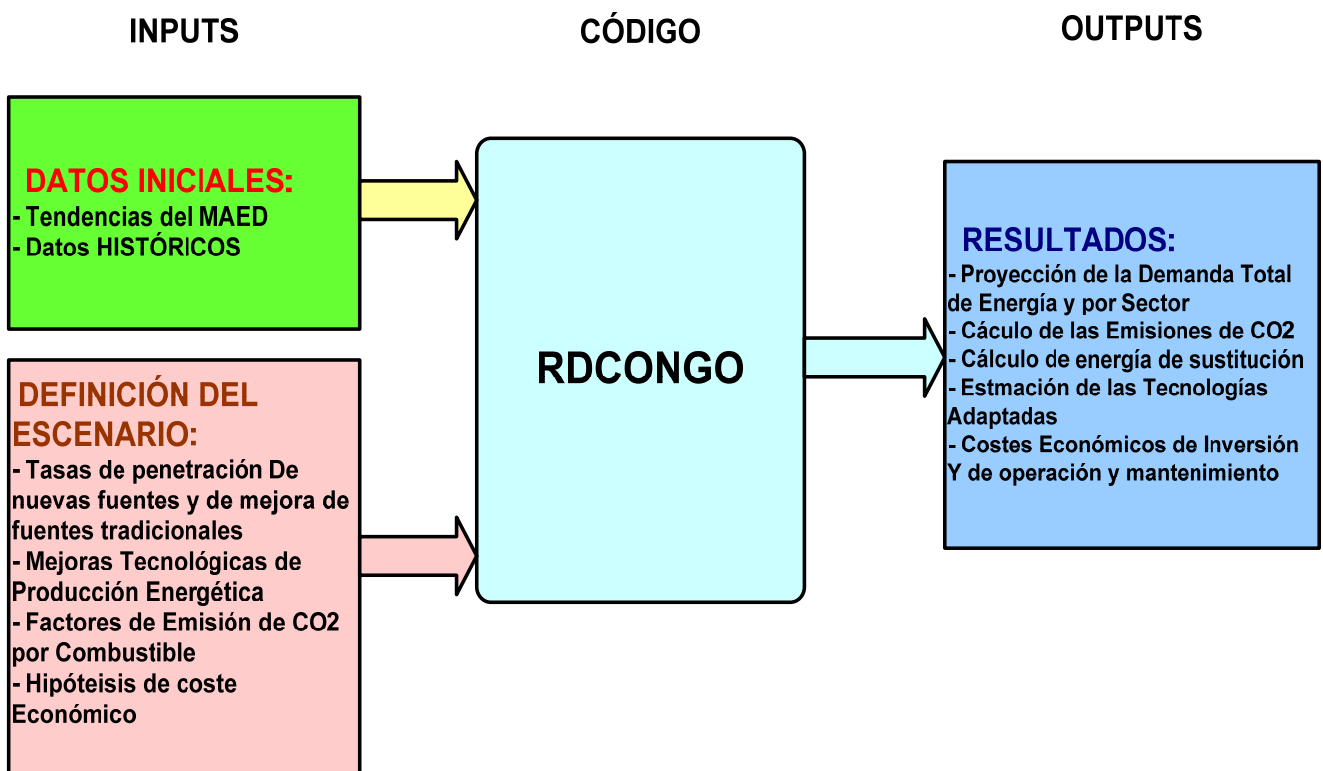 INPUTS
CÓDIGO
OUTPUTS
DATOS INICIALES:
- Tendencias del MAED
- Datos HISTÓRICOS
DEFINICIÓN DEL
ESCENARIO:
- Tasas de penetración De
nuevas fuentes y de mejora de
fuentes tradicionales
- Mejoras Tecnológicas de
Producción Energética
- Factores de Emisión de CO2
por Combustible
- Hipóteisis de coste
Económico
RDCONGO
RESULTADOS:
- Proyección de la Demanda Total
de Energía y por Sector
- Cáculo de las Emisiones de CO2
- Cálculo de energía de sustitución
- Estmación de las Tecnologías
Adaptadas
- Costes Económicos de Inversión
Y de operación y mantenimiento